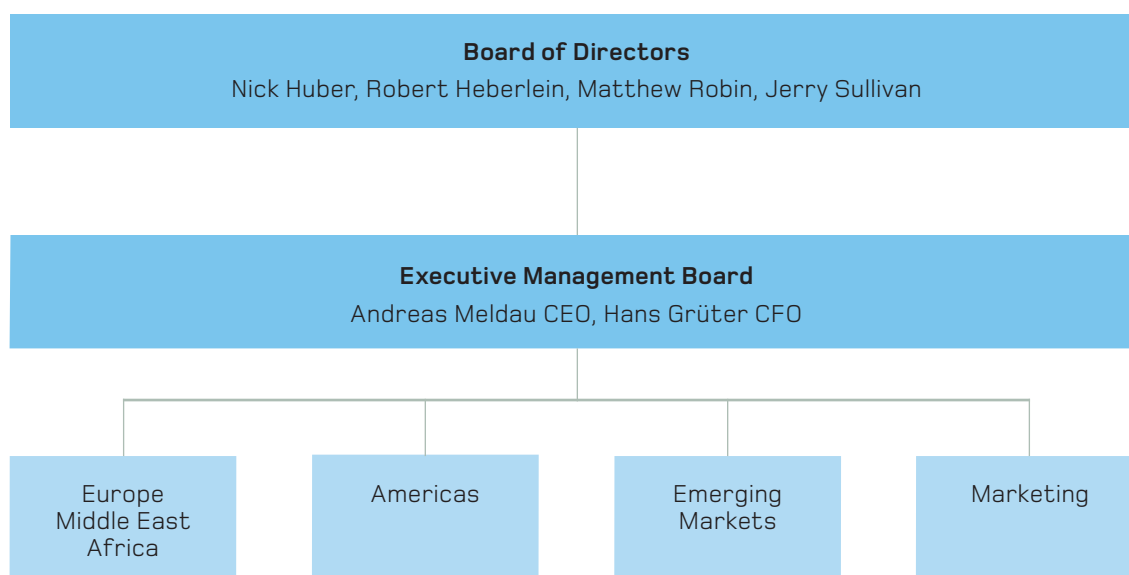 Board of Directors
Nick Huber, Robert Heberlein, Matthew Robin, Jerry Sullivan
Executive Management Board
Andreas Meldau CEO, Hans Grüter CFO
Europe
Middle East
Africa
Americas
Emerging
Markets
Marketing